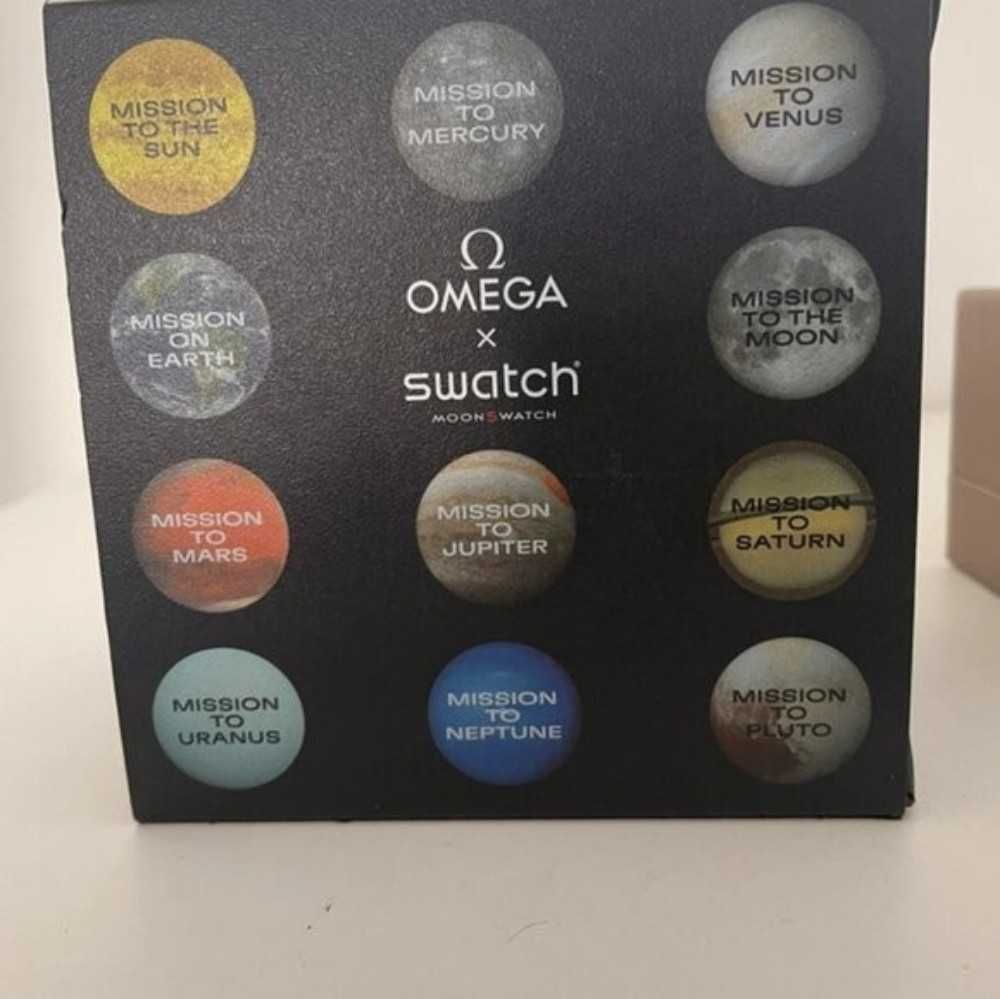 MISSION
TO THE
SUN
MISSION
TO
MERCURY
MISSION
TO
VENUS
MISSION
ON
EARTH
Ω
OMEGA
x
swatch®
MOONSWATCH
MISSION
TO THE
MOON
MISSION
TO
MARS
MISSION
TO
JUPITER
MISSION
TO
SATURN
MISSION
TO
URANUS
MISSION
TO
NEPTUNE
MISSION
TO
PLUTO